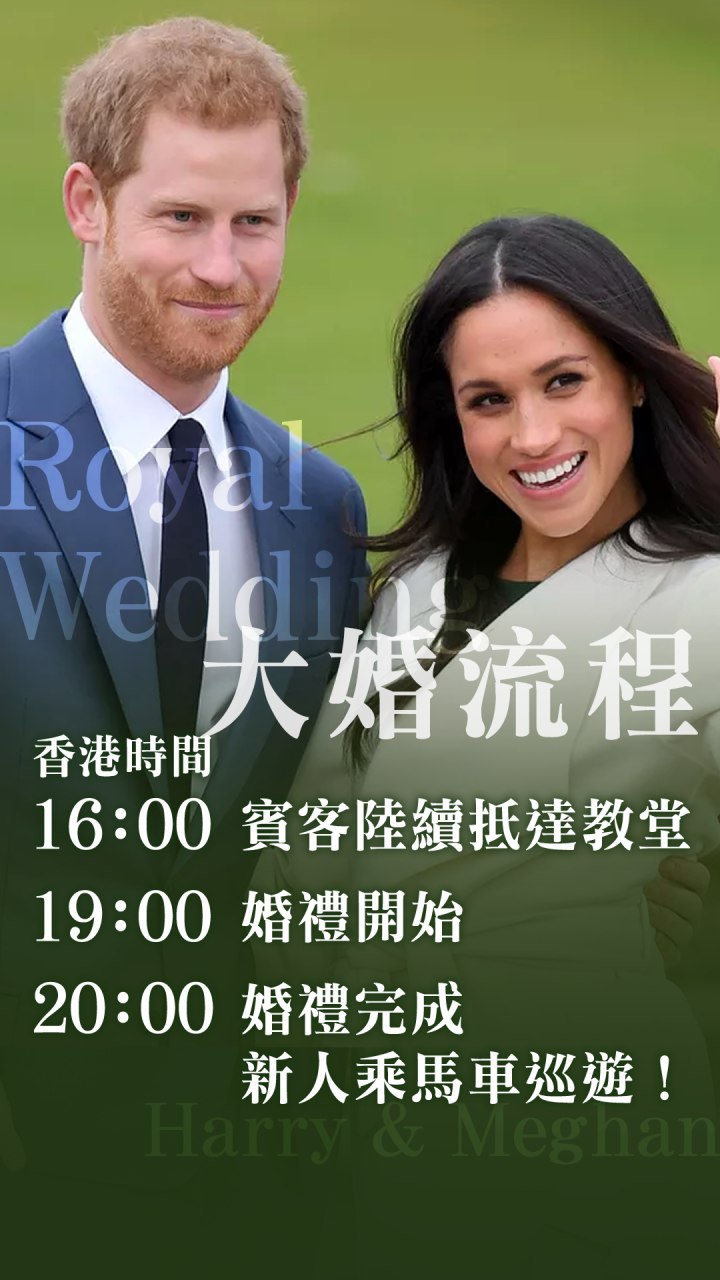 Royal
Wedding
大婚流程
香港時間
16:00 賓客陸續抵達教堂
19:00 婚禮開始
20:00 婚禮完成
新人乘馬車巡遊！
Harry & Meghan